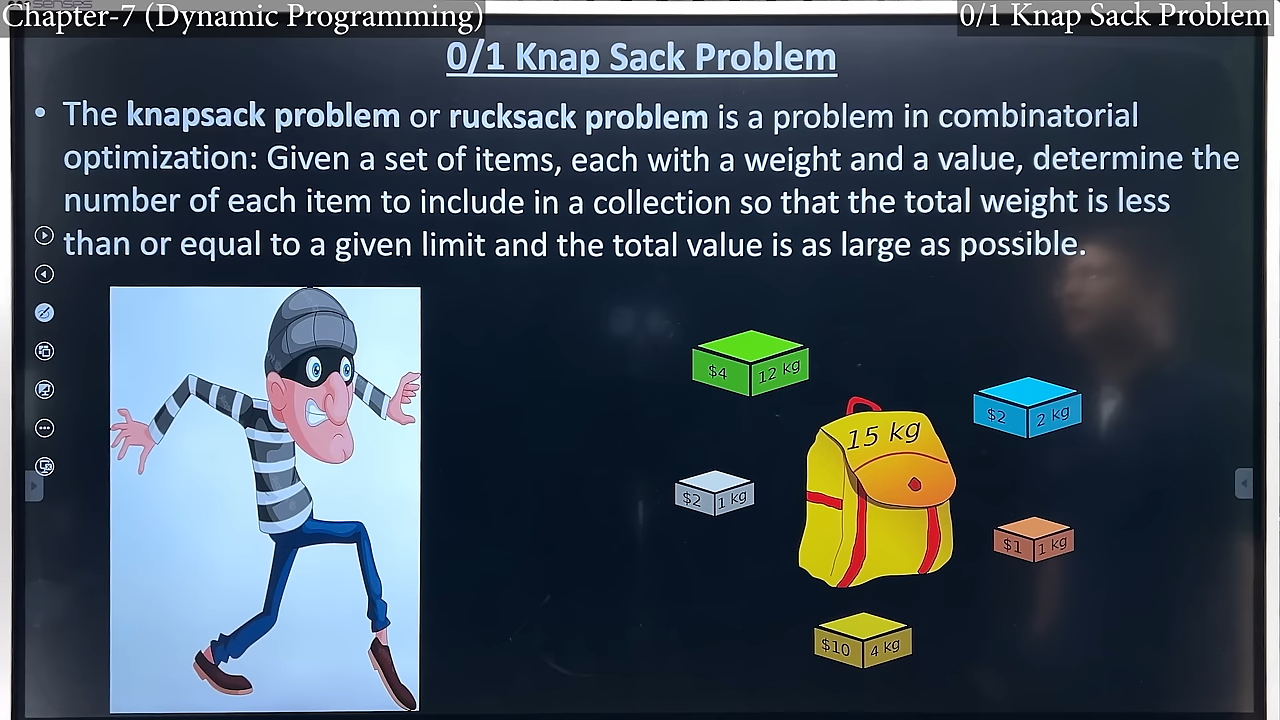 Chapter-7 (Dynamic Programming)
0/1 Knap Sack Problem
0/1 Knap Sack Problem
• The knapsack problem or rucksack problem is a problem in combinatorial
optimization: Given a set of items, each with a weight and a value, determine the
number of each item to include in a collection so that the total weight is less
than or equal to a given limit and the total value is as large as possible.
$4 12 kg
$2 2 kg
15 kg
$2 1 kg
$1 1 kg
$10 4 kg